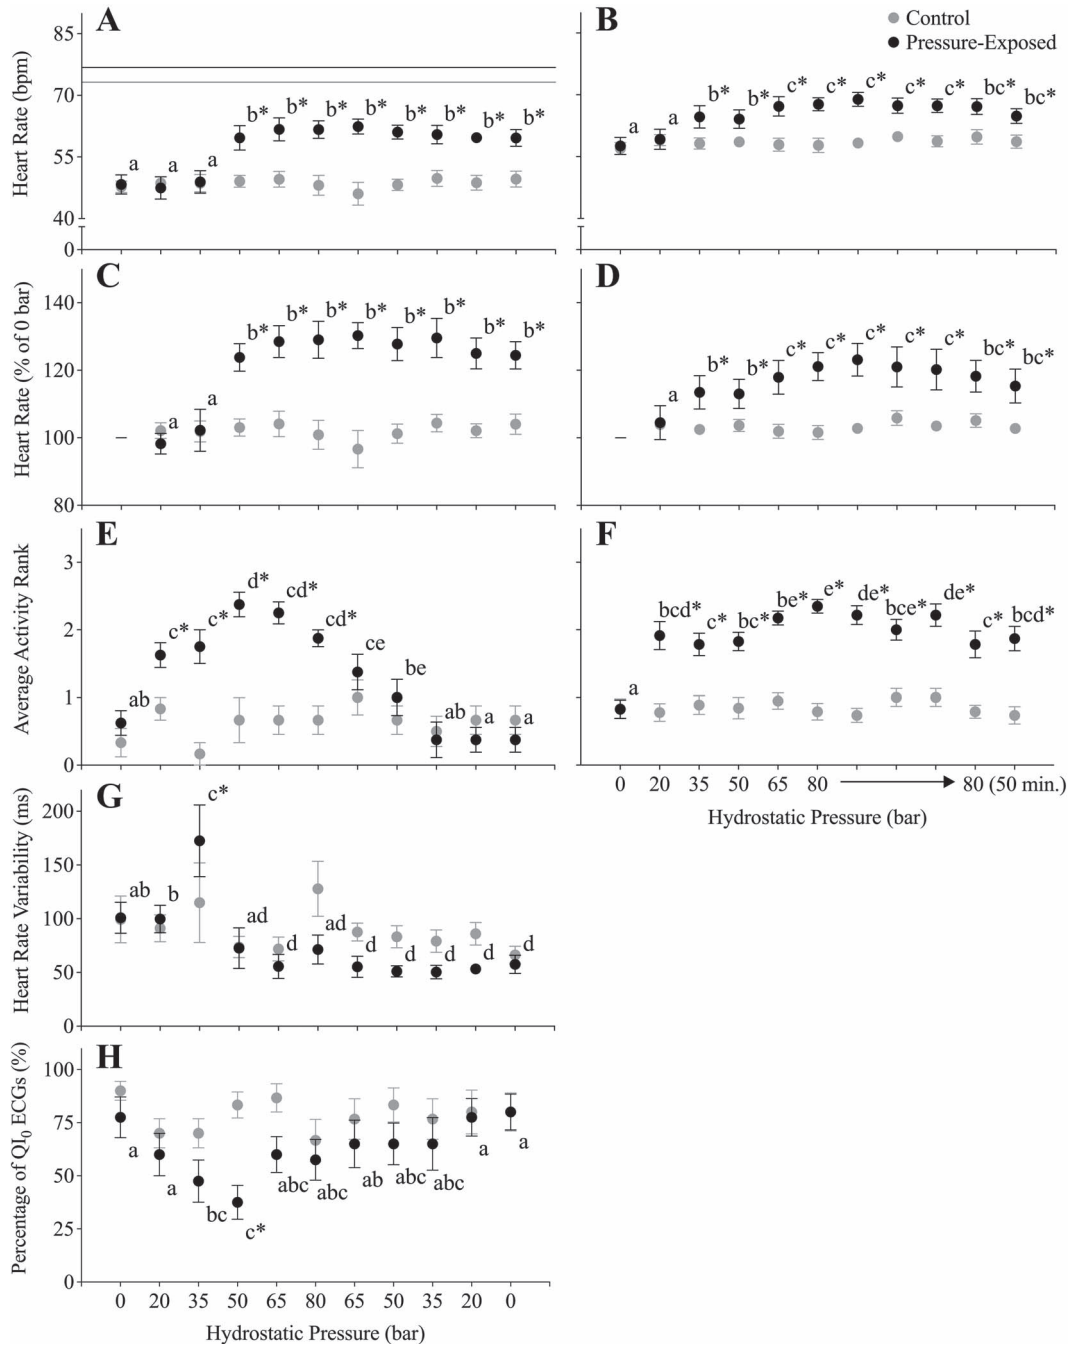 A
85
70
55
40
0
Heart Rate (bpm)
a
a
a
b*
b*
b*
b*
b*
b*
b*
b*
B
Control
Pressure-Exposed
a
a
b*
b*
c*
c*
c*
c*
c*
bc*
bc*
C
140
120
100
80
Heart Rate (% of 0 bar)
a
a
b*
b*
b*
b*
b*
b*
b*
b*
D
a
b*
b*
c*
c*
c*
c*
c*
bc*
bc*
E
3
2
1
0
Average Activity Rank
ab
c*
c*
d*
cd*
cd*
ce
be
ab
a
a
F
a
bcd*
c*
bc*
be*
e*
de*
bce*
de*
c*
bcd*
0 20 35 50 65 80 80 (50 min.)
Hydrostatic Pressure (bar)
G
200
150
100
50
0
Heart Rate Variability (ms)
ab
b
c*
ad
d
ad
d
d
d
d
d
H
100
75
50
25
0
Percentage of QI0 ECGs (%)
a
a
bc
c*
abc
abc
ab
abc
abc
a
a
0 20 35 50 65 80 65 50 35 20 0
Hydrostatic Pressure (bar)